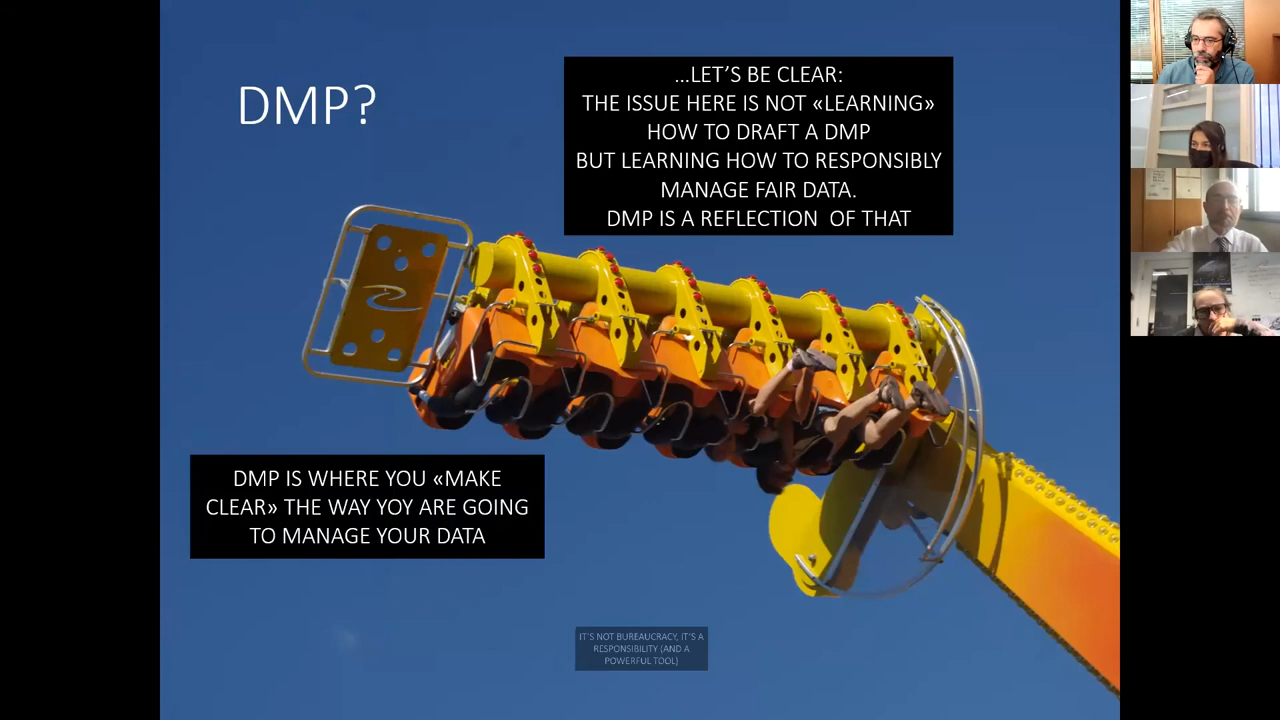 DMP?
…LET'S BE CLEAR:
THE ISSUE HERE IS NOT «LEARNING»
HOW TO DRAFT A DMP
BUT LEARNING HOW TO RESPONSIBLY
MANAGE FAIR DATA.
DMP IS A REFLECTION OF THAT
DMP IS WHERE YOU «MAKE
CLEAR» THE WAY YOY ARE GOING
TO MANAGE YOUR DATA
IT'S NOT BUREAUCRACY, IT'S A
RESPONSIBILITY (AND A
POWERFUL TOOL)